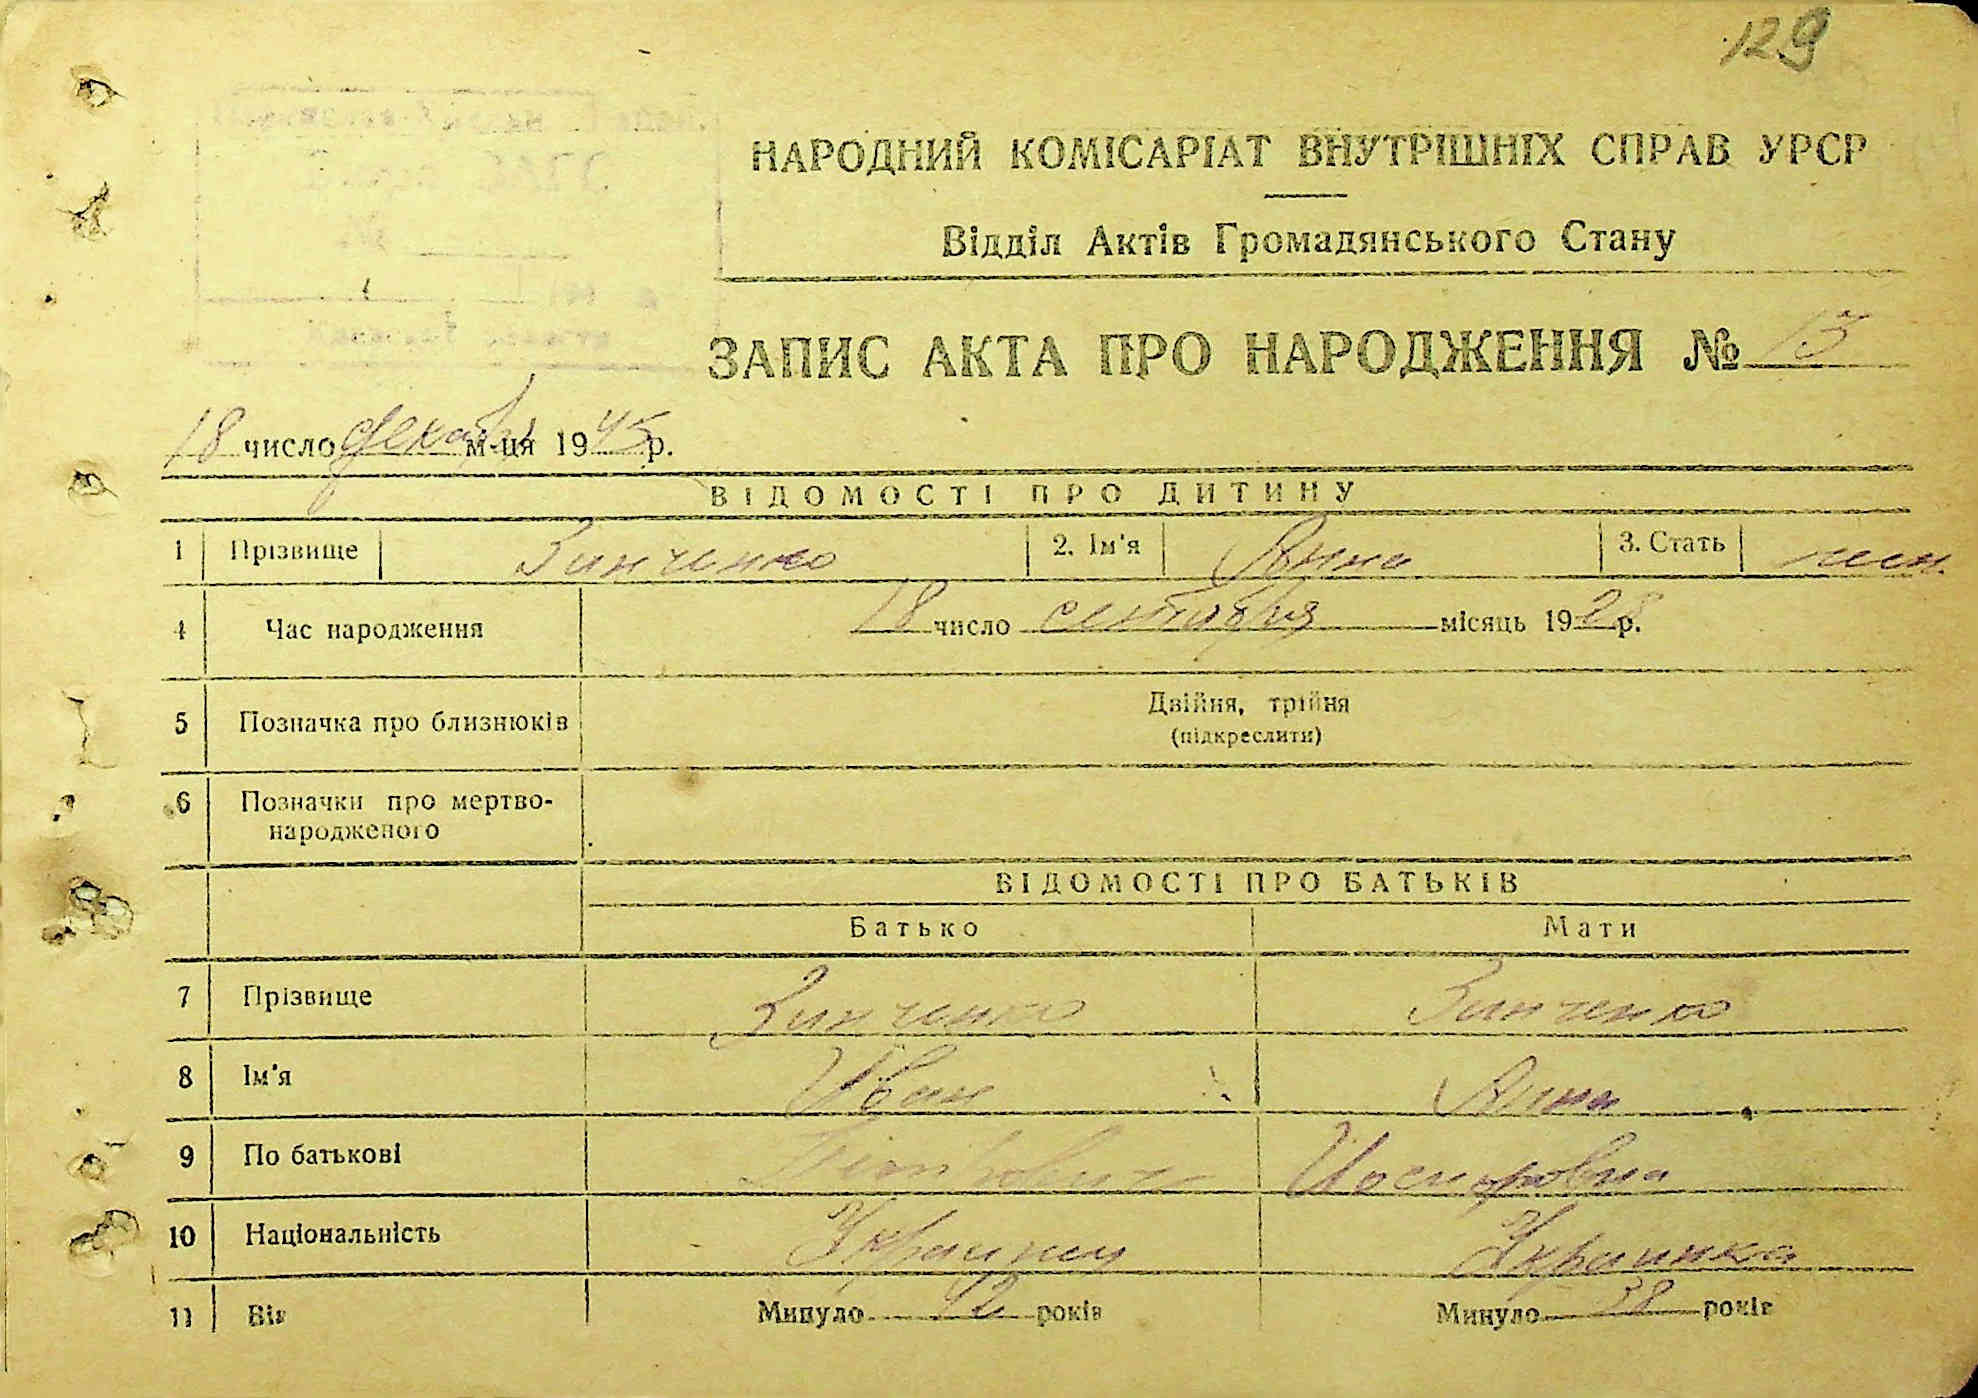 129
НАРОДНИЙ КОМІСАРІАТ ВНУТРІШНІХ СПРАВ УРСР
Відділ Актів Громадянського Стану
ЗАПИС АКТА ПРО НАРОДЖЕННЯ № 13
18 число декабря м-ця 1945 р.
ВІДОМОСТІ ПРО ДИТИНУ
1 Прізвище Зинченко 2. Ім'я Анна 3. Стать жен.
4 Час народження 18 число сентября місяць 1928 р.
5 Позначка про близнюків Двійня, трійня
(підкреслити)
6 Позначки про мертво-
народженого
ВІДОМОСТІ ПРО БАТЬКІВ
Батько Мати
7 Прізвище Зинченко Зинченко
8 Ім'я Иван Анна
9 По батькові Иосиповна
10 Національність Украинец Украинка
11 Вік Минуло 42 років Минуло 38 років